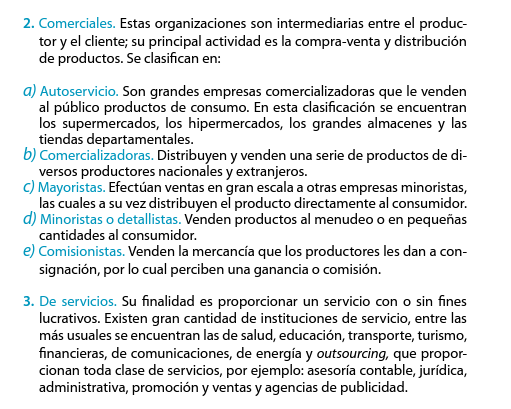 2. Comerciales. Estas organizaciones son intermediarias entre el produc-
tor y el cliente; su principal actividad es la compra-venta y distribución
de productos. Se clasifican en:
a) Autoservicio. Son grandes empresas comercializadoras que le venden
al público productos de consumo. En esta clasificación se encuentran
los supermercados, los hipermercados, los grandes almacenes y las
tiendas departamentales.
b) Comercializadoras. Distribuyen y venden una serie de productos de di-
versos productores nacionales y extranjeros.
c) Mayoristas. Efectúan ventas en gran escala a otras empresas minoristas,
las cuales a su vez distribuyen el producto directamente al consumidor.
d) Minoristas o detallistas. Venden productos al menudeo o en pequeñas
cantidades al consumidor.
e) Comisionistas. Venden la mercancía que los productores les dan a con-
signación, por lo cual perciben una ganancia o comisión.
3. De servicios. Su finalidad es proporcionar un servicio con o sin fines
lucrativos. Existen gran cantidad de instituciones de servicio, entre las
más usuales se encuentran las de salud, educación, transporte, turismo,
financieras, de comunicaciones, de energía y outsourcing, que propor-
cionan toda clase de servicios, por ejemplo: asesoría contable, jurídica,
administrativa, promoción y ventas y agencias de publicidad.